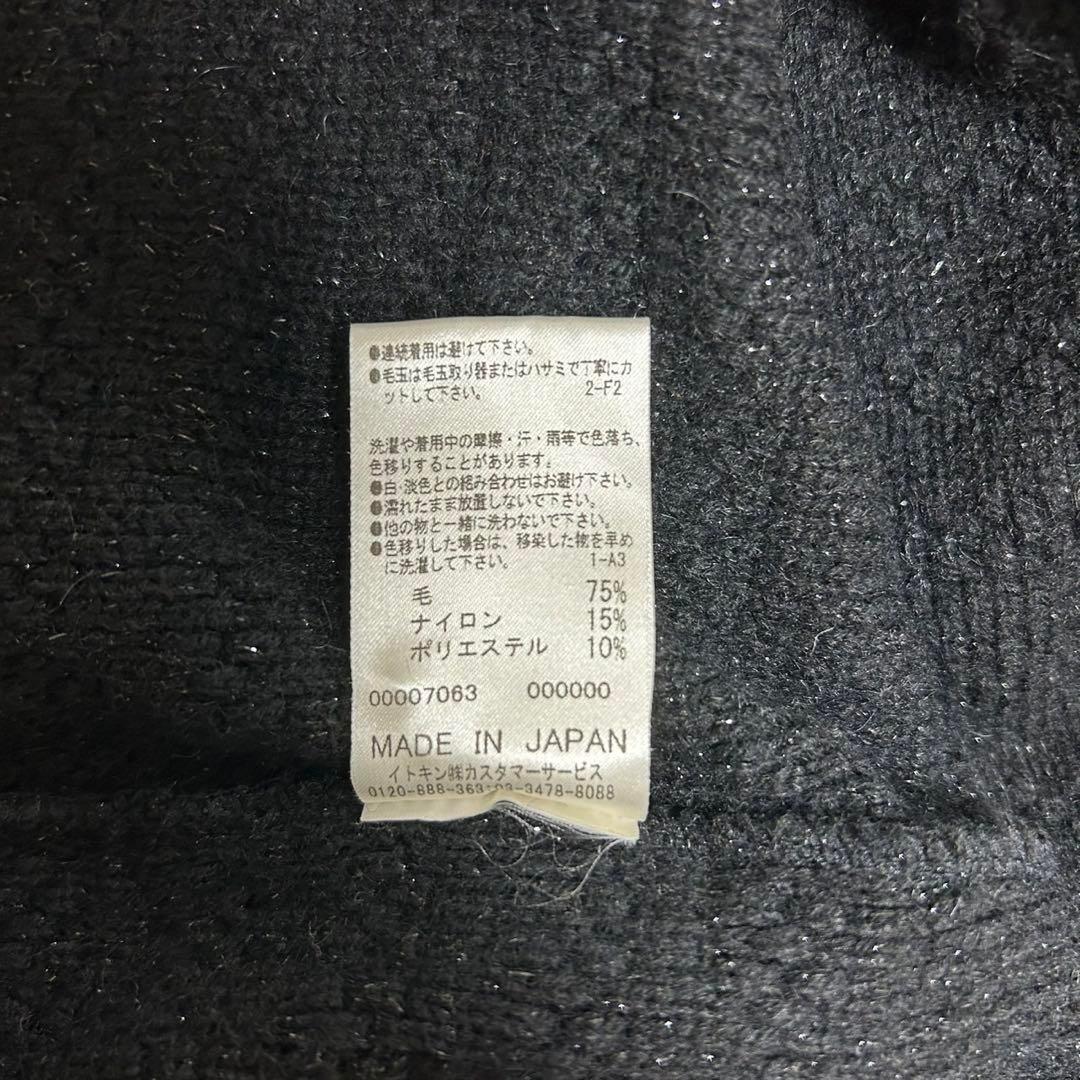 ●連続着用は避けて下さい。
●毛玉は毛玉取り器またはハサミで丁寧にカ
ットして下さい。 2-F2
洗濯や着用中の摩擦・汗・雨等で色落ち、
色移りすることがあります。
●白・淡色との組み合わせはお避け下さい。
●濡れたまま放置しないで下さい。
●他の物と一緒に洗わないで下さい。
●色移りした場合は、移染した物を早め
に洗濯して下さい。 1-A3
毛 75%
ナイロン 15%
ポリエステル 10%
00007063 000000
MADE IN JAPAN
イトキン㈱カスタマーサービス
0120-888-363:03-3478-8088